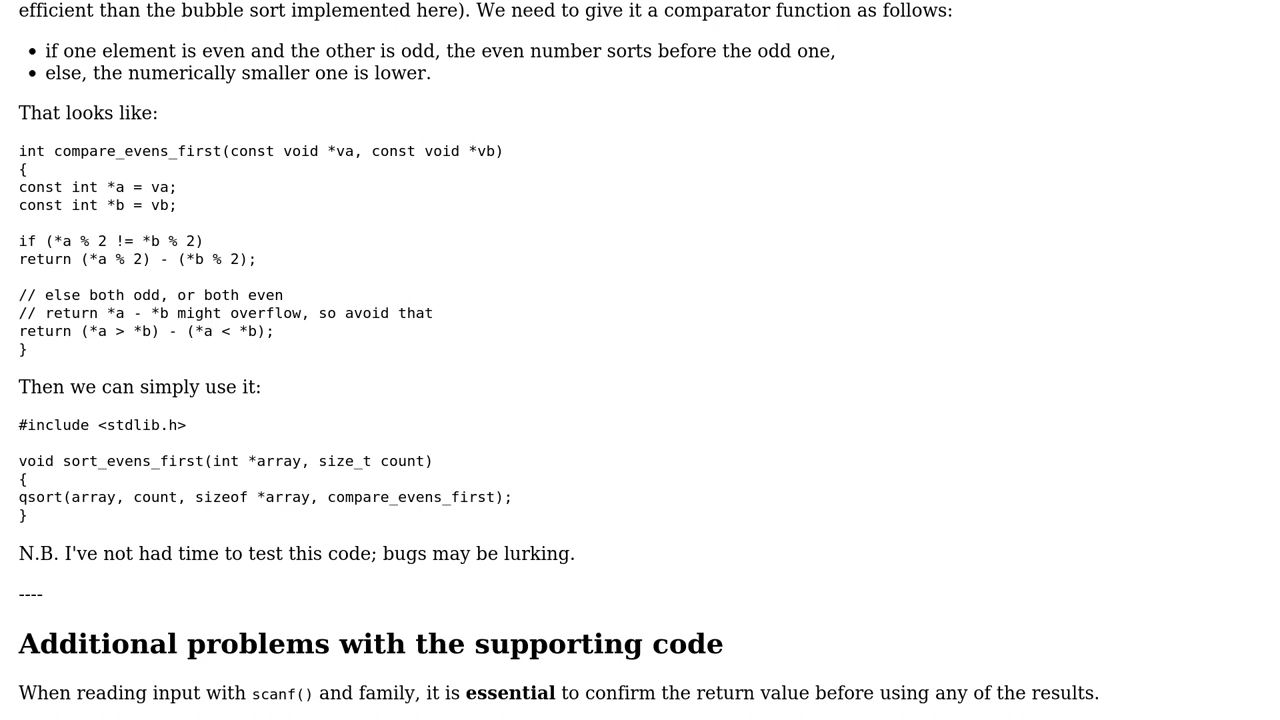 efficient than the bubble sort implemented here). We need to give it a comparator function as follows:
• if one element is even and the other is odd, the even number sorts before the odd one,
• else, the numerically smaller one is lower.
That looks like:
int compare_evens_first(const void *va, const void *vb)
{
const int *a = va;
const int *b = vb;
if (*a % 2 != *b % 2)
return (*a % 2) - (*b % 2);
// else both odd, or both even
// return *a - *b might overflow, so avoid that
return (*a > *b) - (*a < *b);
}
Then we can simply use it:
#include <stdlib.h>
void sort_evens_first(int *array, size_t count)
{
qsort(array, count, sizeof *array, compare_evens_first);
}
N.B. I've not had time to test this code; bugs may be lurking.
----
Additional problems with the supporting code
When reading input with scanf() and family, it is essential to confirm the return value before using any of the results.